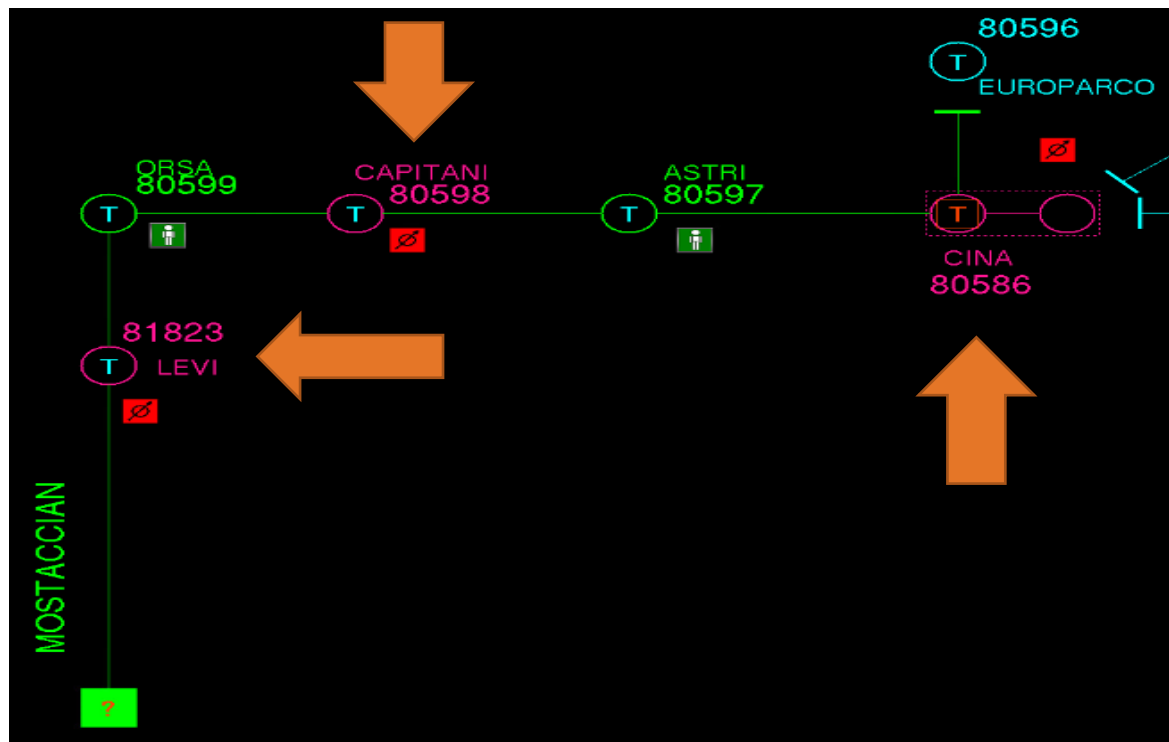 80596
T
EUROPARCO
ORSA
80599
T
CAPITANI
80598
T
ASTRI
80597
T
T
CINA
80586
81823
T
LEVI
MOSTACCIAN
?